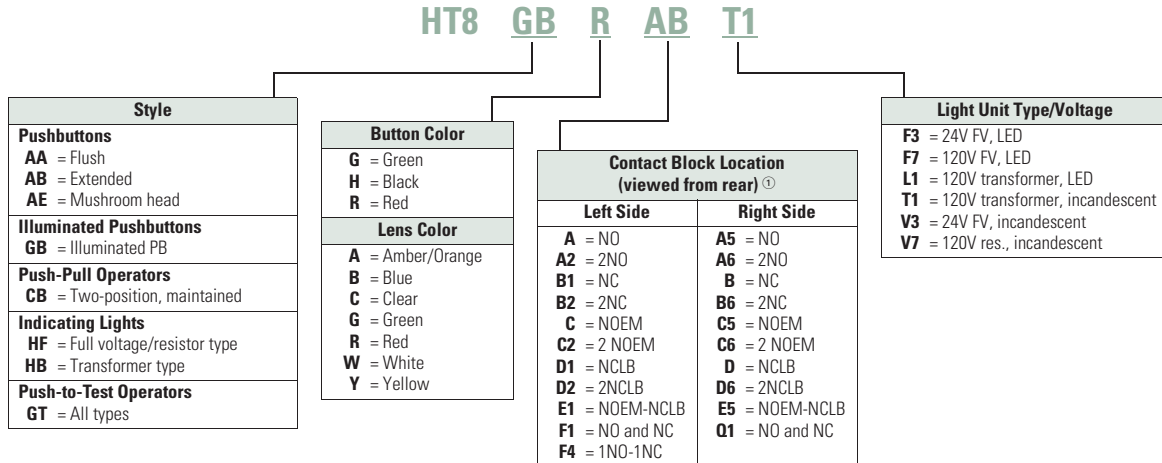 HT8 GB R AB T1
Style
Pushbuttons
AA = Flush
AB = Extended
AE = Mushroom head
Illuminated Pushbuttons
GB = Illuminated PB
Push-Pull Operators
CB = Two-position, maintained
Indicating Lights
HF = Full voltage/resistor type
HB = Transformer type
Push-to-Test Operators
GT = All types
Button Color
G = Green
H = Black
R = Red
Lens Color
A = Amber/Orange
B = Blue
C = Clear
G = Green
R = Red
W = White
Y = Yellow
Contact Block Location
(viewed from rear) ①
Left Side
A = NO
A2 = 2NO
B1 = NC
B2 = 2NC
C = NOEM
C2 = 2 NOEM
D1 = NCLB
D2 = 2NCLB
E1 = NOEM-NCLB
F1 = NO and NC
F4 = 1NO-1NC
Right Side
A5 = NO
A6 = 2NO
B = NC
B6 = 2NC
C5 = NOEM
C6 = 2 NOEM
D = NCLB
D6 = 2NCLB
E5 = NOEM-NCLB
Q1 = NO and NC
Light Unit Type/Voltage
F3 = 24V FV, LED
F7 = 120V FV, LED
L1 = 120V transformer, LED
T1 = 120V transformer, incandescent
V3 = 24V FV, incandescent
V7 = 120V res., incandescent